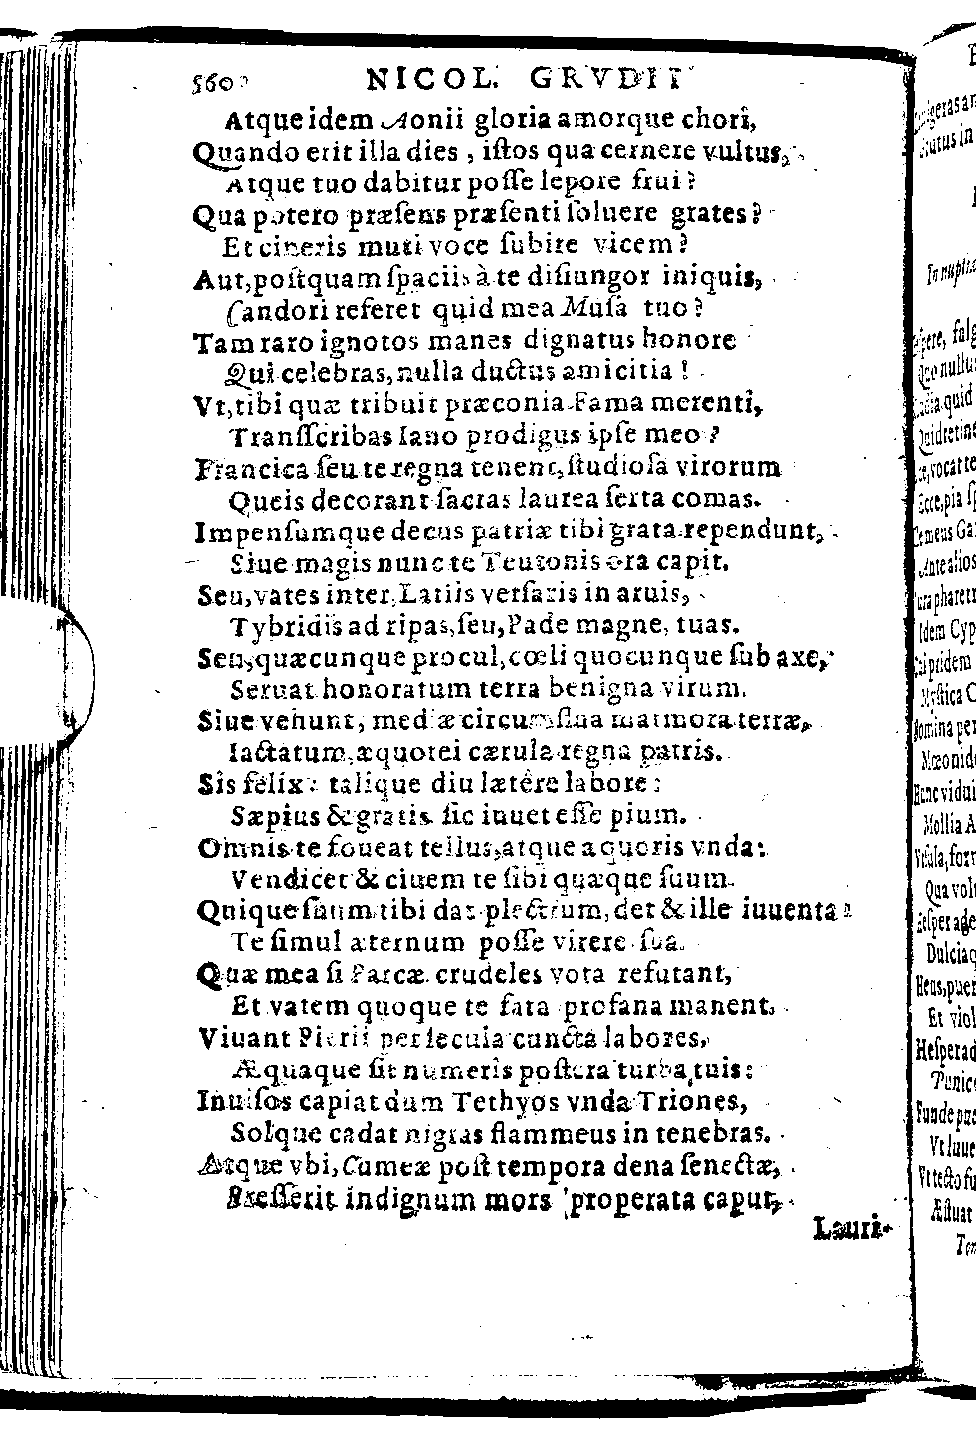 560 NICOL. GRVDII
Atque idem Aonii gloria amorque chori,
Quando erit illa dies, iſtos qua cernere vultus,
Atque tuo dabitur poſſe lepore frui?
Qua potero præſens præſenti ſoluere grates?
Et cineris muti voce ſubire vicem?
Aut, poſtquam ſpaciis à te diſiungor iniquis,
Candori referet quid mea Muſa tuo?
Tam raro ignotos manes dignatus honore
Qui celebras, nulla ductus amicitia!
Vt, tibi quæ tribuit præconia Fama merenti,
Tranſſcribas Iano prodigus ipſe meo?
Francica ſeu te regna tenent, ſtudioſa virorum
Queis decorant ſacras laurea ſerta comas.
Impenſumque decus patriæ tibi grata rependunt,
Siue magis nunc te Teutonis ora capit.
Seu, vates inter, Latiis verſaris in aruis,
Tybridis ad ripas, ſeu, Pade magne, tuas.
Seu, quæcunque procul, cœli quocunque ſub axe,
Seruat honoratum terra benigna virum.
Siue vehunt, mediæ circumflua marmora terræ,
Iactatum, æquorei cærula regna patris.
Sis felix: talique diu lætêre labore:
Sæpius & gratis ſic iuuet eſſe pium.
Omnis te foueat tellus, atque aquoris vnda:
Vendicet & ciuem te ſibi quæque ſuum.
Quique ſuum tibi dat plectrum, det & ille iuuenta
Te ſimul æternum poſſe virere ſua.
Quæ mea ſi Parcæ crudeles vota refutant,
Et vatem quoque te fata profana manent.
Viuant Pierii per ſecula cuncta labores,
Æquaque ſit numeris poſtera turba tuis:
Inuiſos capiat dum Tethyos vnda Triones,
Solque cadat nigras flammeus in tenebras.
Atque vbi, Cumææ poſt tempora dena ſenectæ,
Preſſerit indignum mors properata caput,
Lauri-